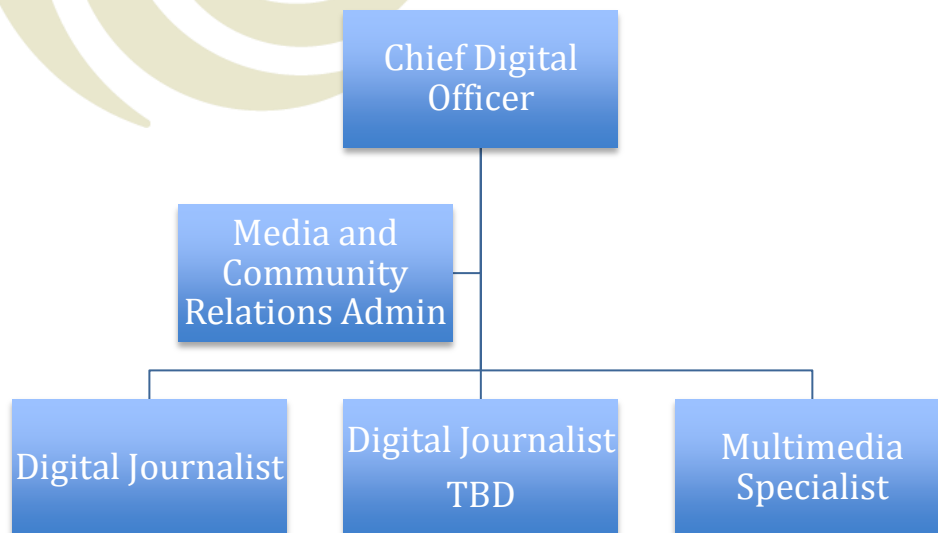 Chief Digital
Officer
Media and
Community
Relations Admin
Digital Journalist
Digital Journalist
TBD
Multimedia
Specialist